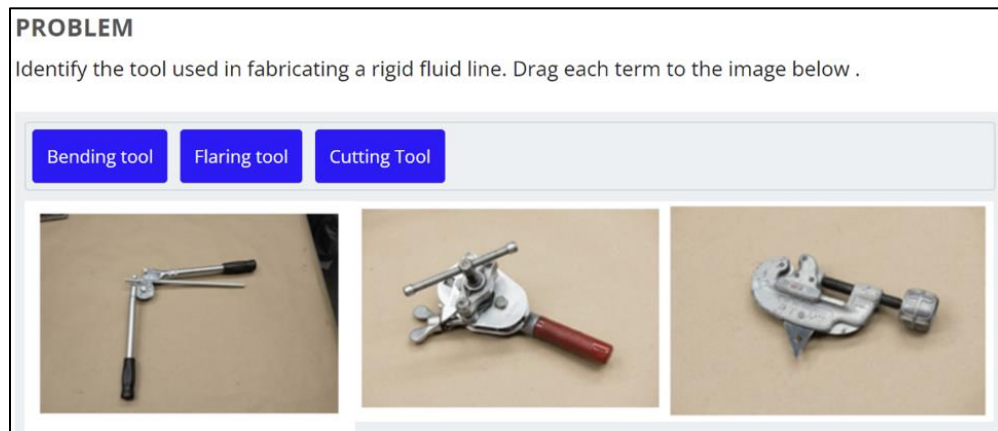 PROBLEM
Identify the tool used in fabricating a rigid fluid line. Drag each term to the image below .
Bending tool Flaring tool Cutting Tool